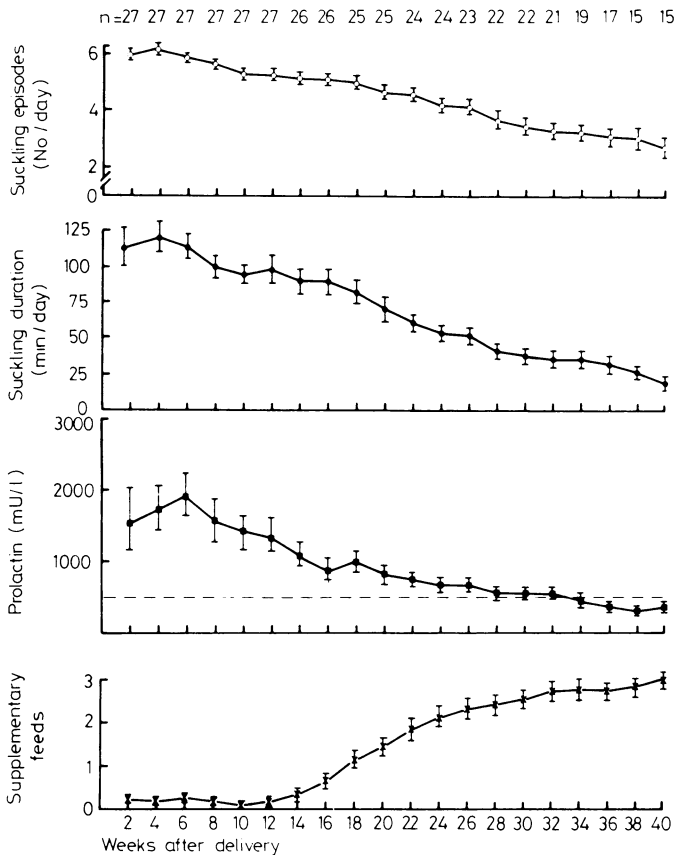 n = 27 27 27 27 27 27 26 26 25 25 24 24 23 22 22 21 19 17 15 15
Suckling episodes
(No / day)
6
4
2
0
Suckling duration
(min / day)
125
100
75
50
25
0
Prolactin (mU/l)
3000
2000
1000
Supplementary
feeds
3
2
1
0
2 4 6 8 10 12 14 16 18 20 22 24 26 28 30 32 34 36 38 40
Weeks after delivery